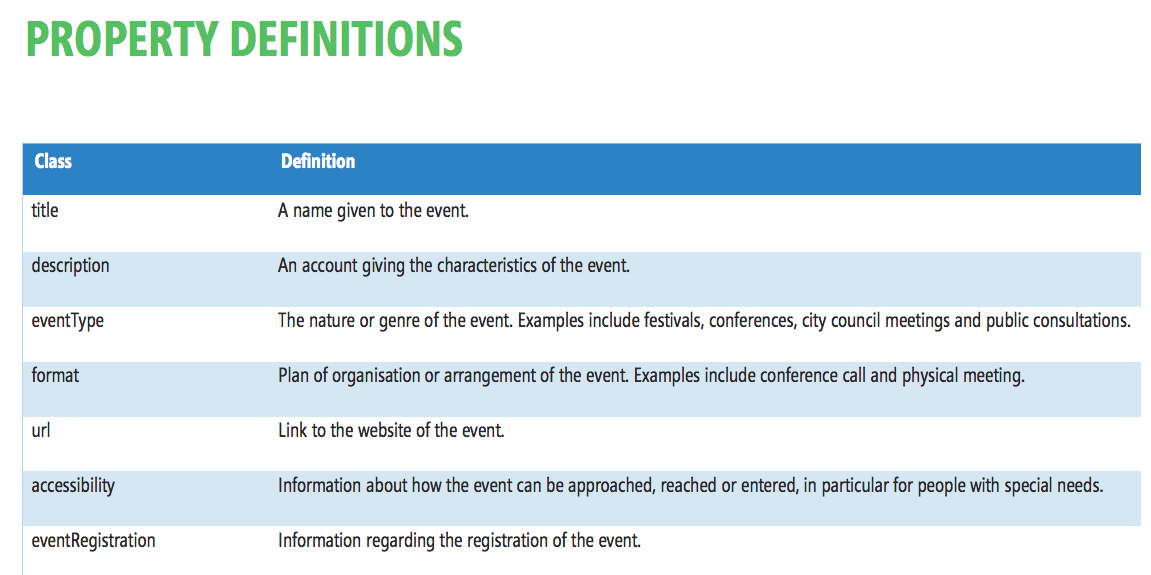 PROPERTY DEFINITIONS
Class Definition
title A name given to the event.
description An account giving the characteristics of the event.
eventType The nature or genre of the event. Examples include festivals, conferences, city council meetings and public consultations.
format Plan of organisation or arrangement of the event. Examples include conference call and physical meeting.
url Link to the website of the event.
accessibility Information about how the event can be approached, reached or entered, in particular for people with special needs.
eventRegistration Information regarding the registration of the event.